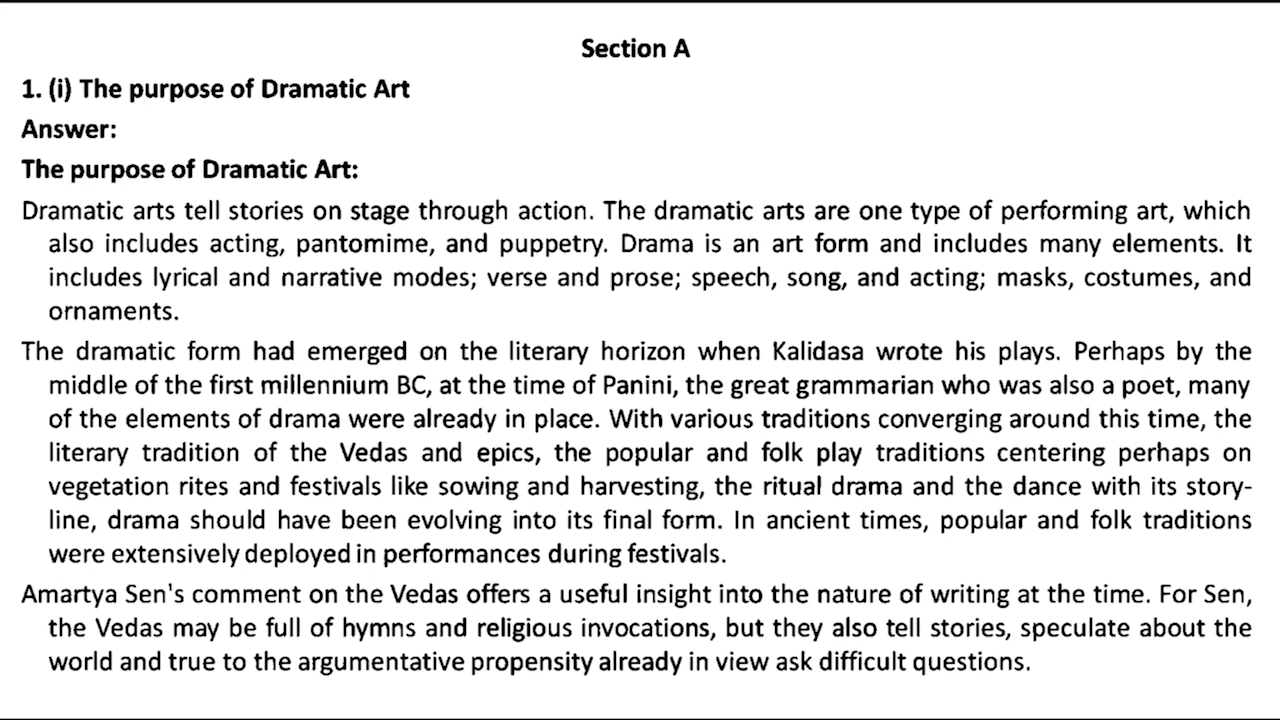 Section A
1. (i) The purpose of Dramatic Art
Answer:
The purpose of Dramatic Art:
Dramatic arts tell stories on stage through action. The dramatic arts are one type of performing art, which
also includes acting, pantomime, and puppetry. Drama is an art form and includes many elements. It
includes lyrical and narrative modes; verse and prose; speech, song, and acting; masks, costumes, and
ornaments.
The dramatic form had emerged on the literary horizon when Kalidasa wrote his plays. Perhaps by the
middle of the first millennium BC, at the time of Panini, the great grammarian who was also a poet, many
of the elements of drama were already in place. With various traditions converging around this time, the
literary tradition of the Vedas and epics, the popular and folk play traditions centering perhaps on
vegetation rites and festivals like sowing and harvesting, the ritual drama and the dance with its story-
line, drama should have been evolving into its final form. In ancient times, popular and folk traditions
were extensively deployed in performances during festivals.
Amartya Sen's comment on the Vedas offers a useful insight into the nature of writing at the time. For Sen,
the Vedas may be full of hymns and religious invocations, but they also tell stories, speculate about the
world and true to the argumentative propensity already in view ask difficult questions.